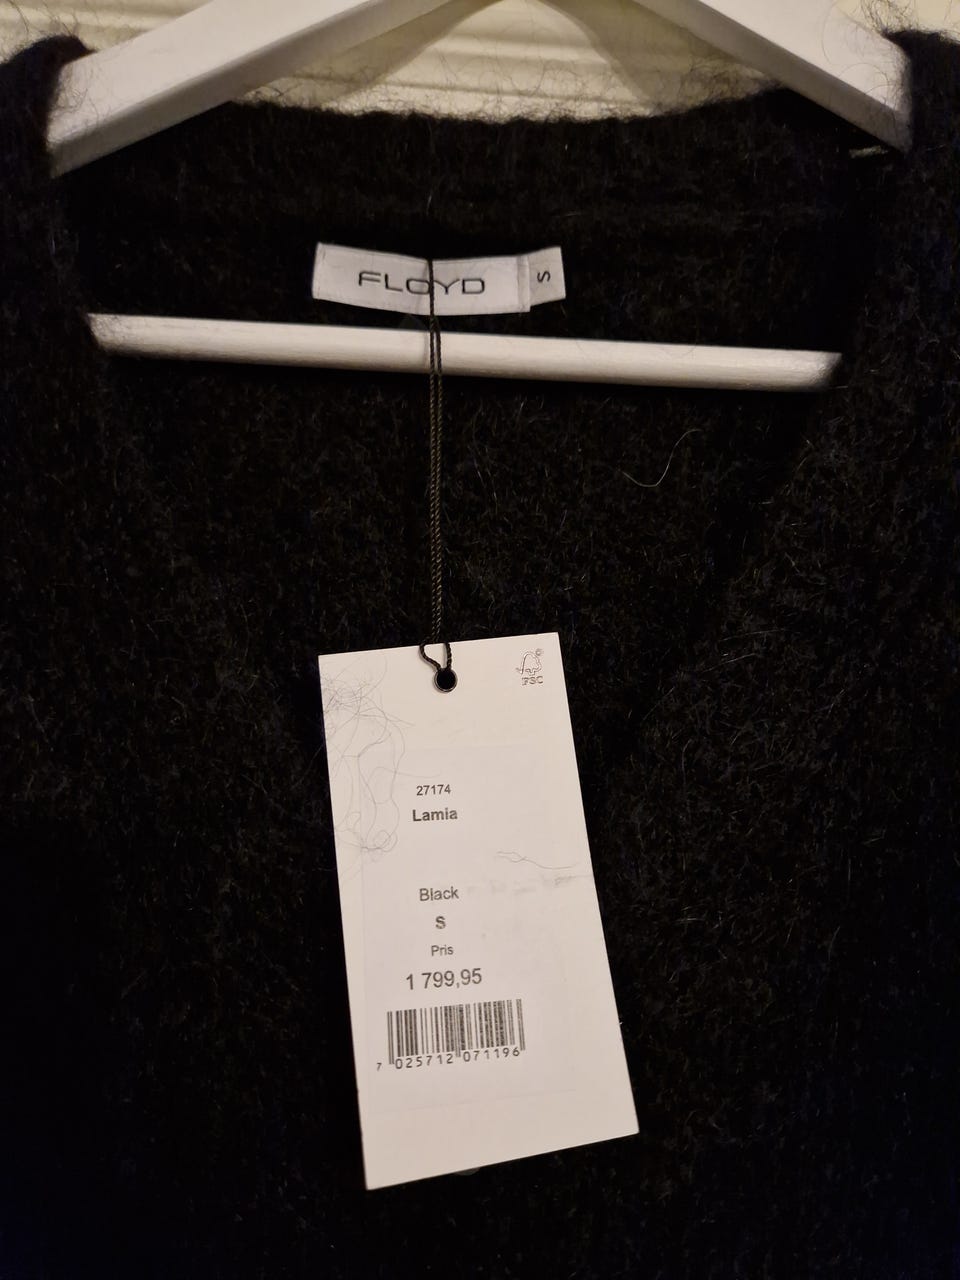 FLOYD
S
FSC
27174
Lamia
Black
S
Pris
1 799,95
7 025712 071196